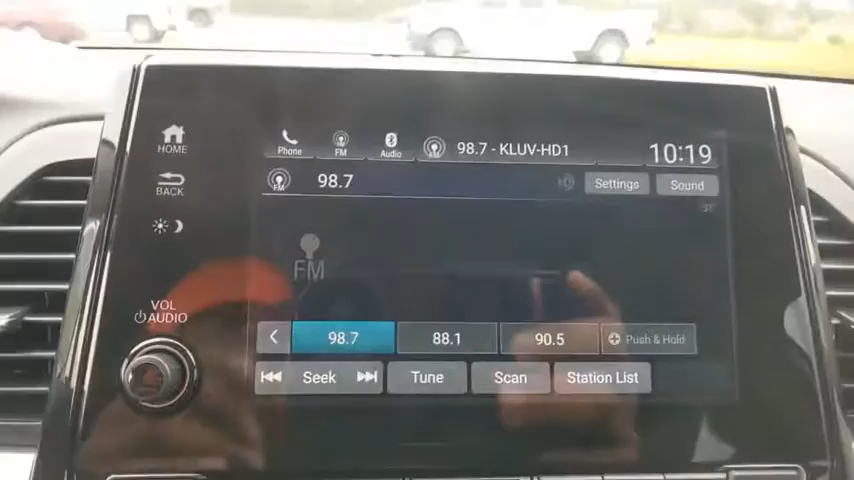 HOME
Phone
FM
Audio
98.7 - KLUV-HD1
10:19
BACK
FM
98.7
Settings
Sound
FM
VOL
AUDIO
98.7
88.1
90.5
Push & Hold
Seek
Tune
Scan
Station List